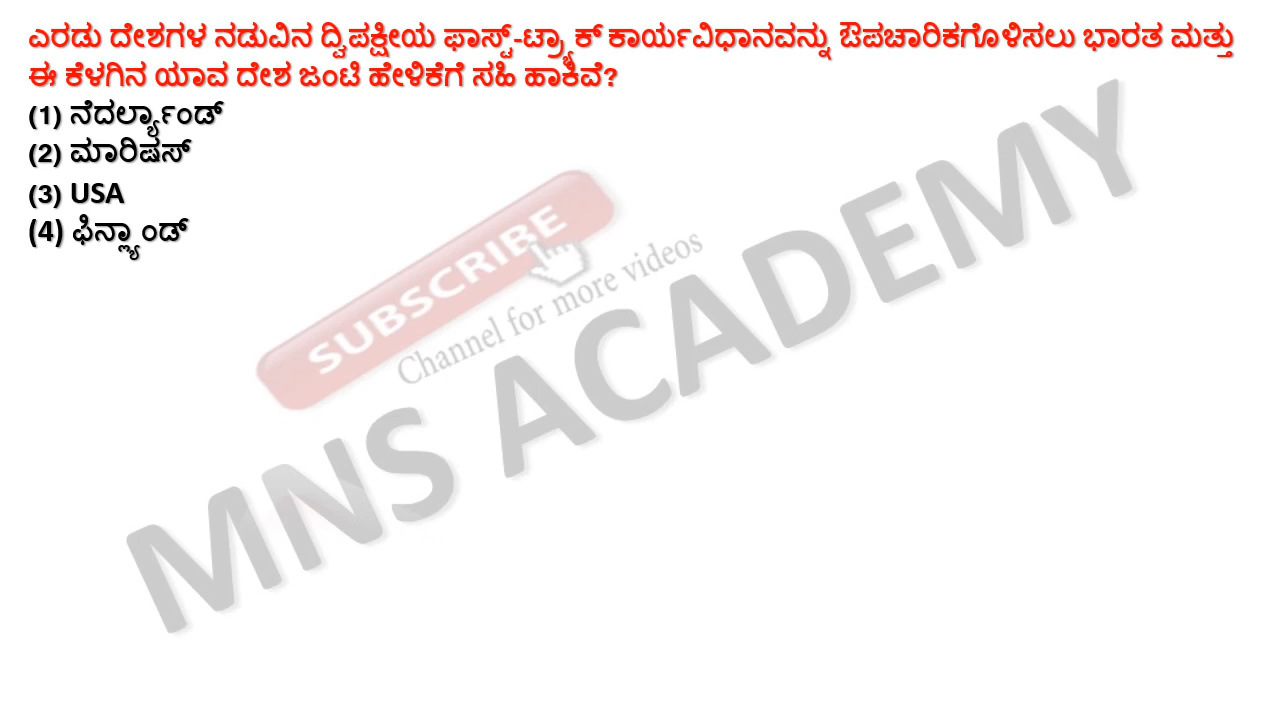 ಎರಡು ದೇಶಗಳ ನಡುವಿನ ದ್ವಿಪಕ್ಷೀಯ ಫಾಸ್ಟ್-ಟ್ರ್ಯಾಕ್ ಕಾರ್ಯವಿಧಾನವನ್ನು ಔಪಚಾರಿಕಗೊಳಿಸಲು ಭಾರತ ಮತ್ತು
ಈ ಕೆಳಗಿನ ಯಾವ ದೇಶ ಜಂಟಿ ಹೇಳಿಕೆಗೆ ಸಹಿ ಹಾಕಿವೆ?
(1) ನೆದರ್ಲ್ಯಾಂಡ್
(2) ಮಾರಿಷಸ್
(3) USA
(4) ಫಿನ್ಲ್ಯಾಂಡ್
SUBSCRIBE
Channel for more videos
MNS ACADEMY